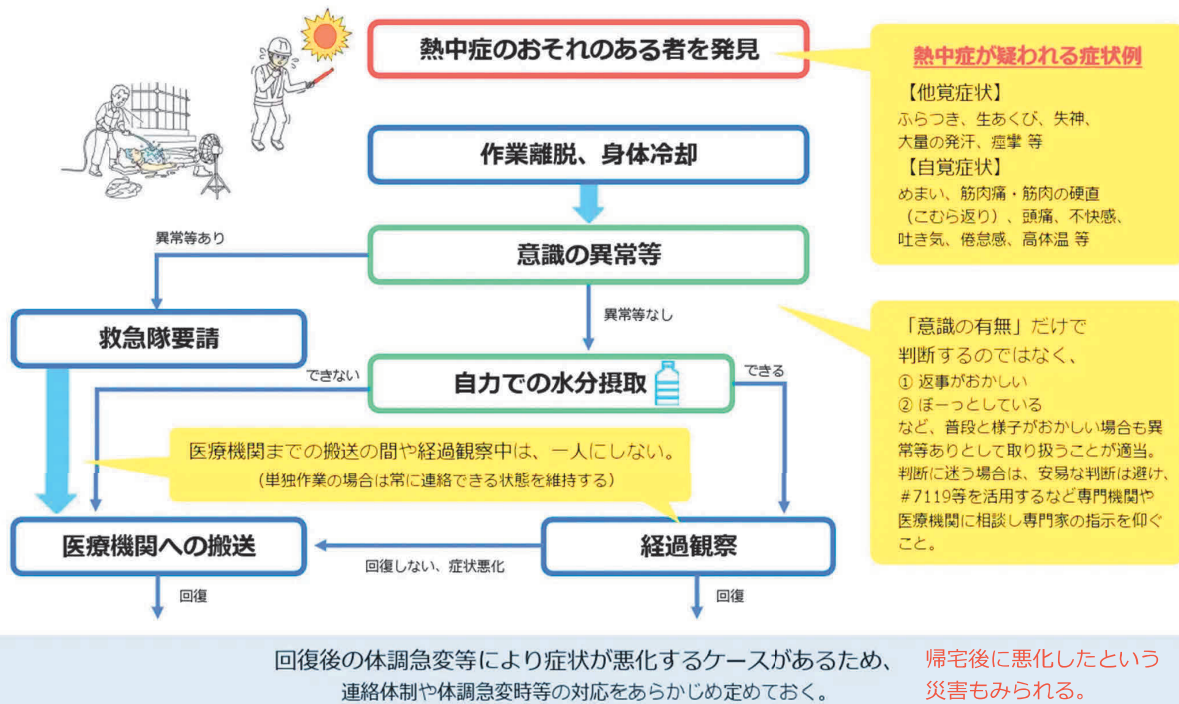 熱中症のおそれのある者を発見
熱中症が疑われる症状例
【他覚症状】
ふらつき、生あくび、失神、
大量の発汗、痙攣 等
【自覚症状】
めまい、筋肉痛・筋肉の硬直
（こむら返り）、頭痛、不快感、
吐き気、倦怠感、高体温 等
作業離脱、身体冷却
異常等あり
意識の異常等
異常等なし
救急隊要請
「意識の有無」だけで
判断するのではなく、
① 返事がおかしい
② ぼーっとしている
など、普段と様子がおかしい場合も異
常等ありとして取り扱うことが適当。
判断に迷う場合は、安易な判断は避け、
#7119等を活用するなど専門機関や
医療機関に相談し専門家の指示を仰ぐ
こと。
できない
自力での水分摂取
できる
医療機関までの搬送の間や経過観察中は、一人にしない。
（単独作業の場合は常に連絡できる状態を維持する）
医療機関への搬送
経過観察
回復しない、症状悪化
回復
回復
回復後の体調急変等により症状が悪化するケースがあるため、
連絡体制や体調急変時等の対応をあらかじめ定めておく。
帰宅後に悪化したという
災害もみられる。